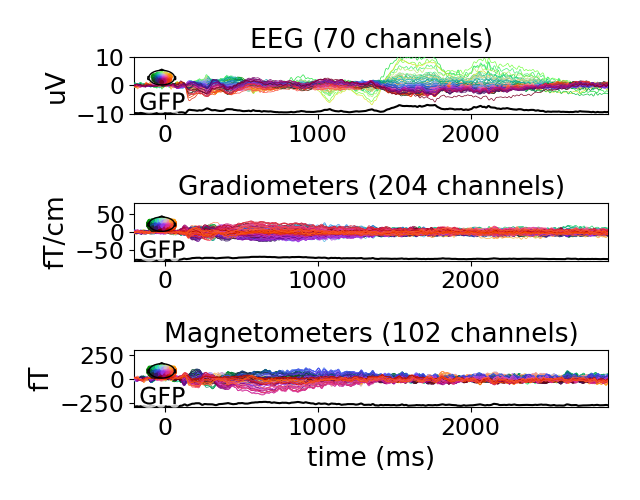 EEG (70 channels)
10
0
−10
uV
GFP
0
1000
2000
Gradiometers (204 channels)
50
0
−50
fT/cm
GFP
0
1000
2000
Magnetometers (102 channels)
250
0
−250
fT
GFP
0
1000
2000
time (ms)